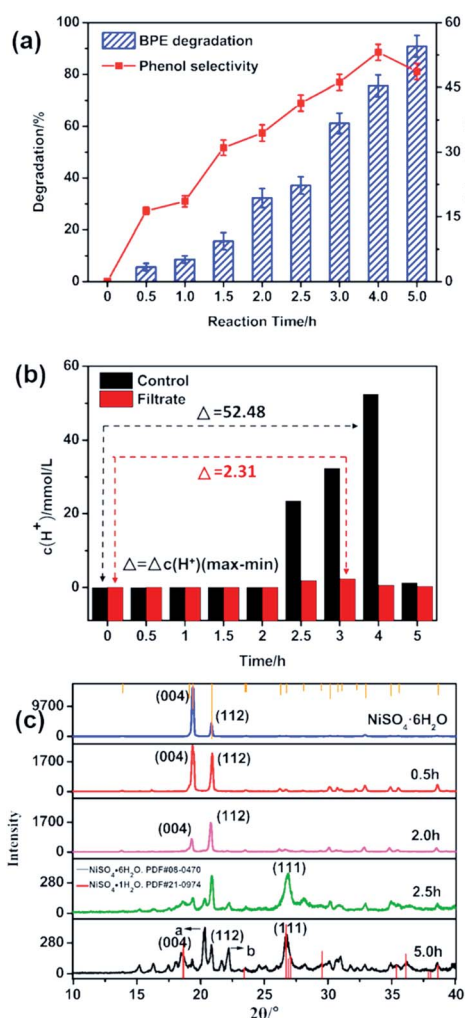 (a)
BPE degradation
Phenol selectivity
Degradation/%
100
80
60
40
20
0
60
45
30
15
0
0 0.5 1.0 1.5 2.0 2.5 3.0 4.0 5.0
Reaction Time/h
(b)
Control
Filtrate
c(H⁺)/mmol/L
60
40
20
0
△=52.48
△=2.31
△=△c(H⁺)(max-min)
0 0.5 1 1.5 2 2.5 3 4 5
Time/h
(c)
Intensity
9700
0
(004)
(112)
NiSO₄·6H₂O
1700
0
(004)
(112)
0.5h
1700
0
(004)
(112)
2.0h
NiSO₄•6H₂O. PDF#08-0470
NiSO₄•1H₂O. PDF#21-0974
280
0
(111)
2.5h
280
0
a
(004)
(112)
b
(111)
5.0h
10 15 20 25 30 35 40
2θ/°